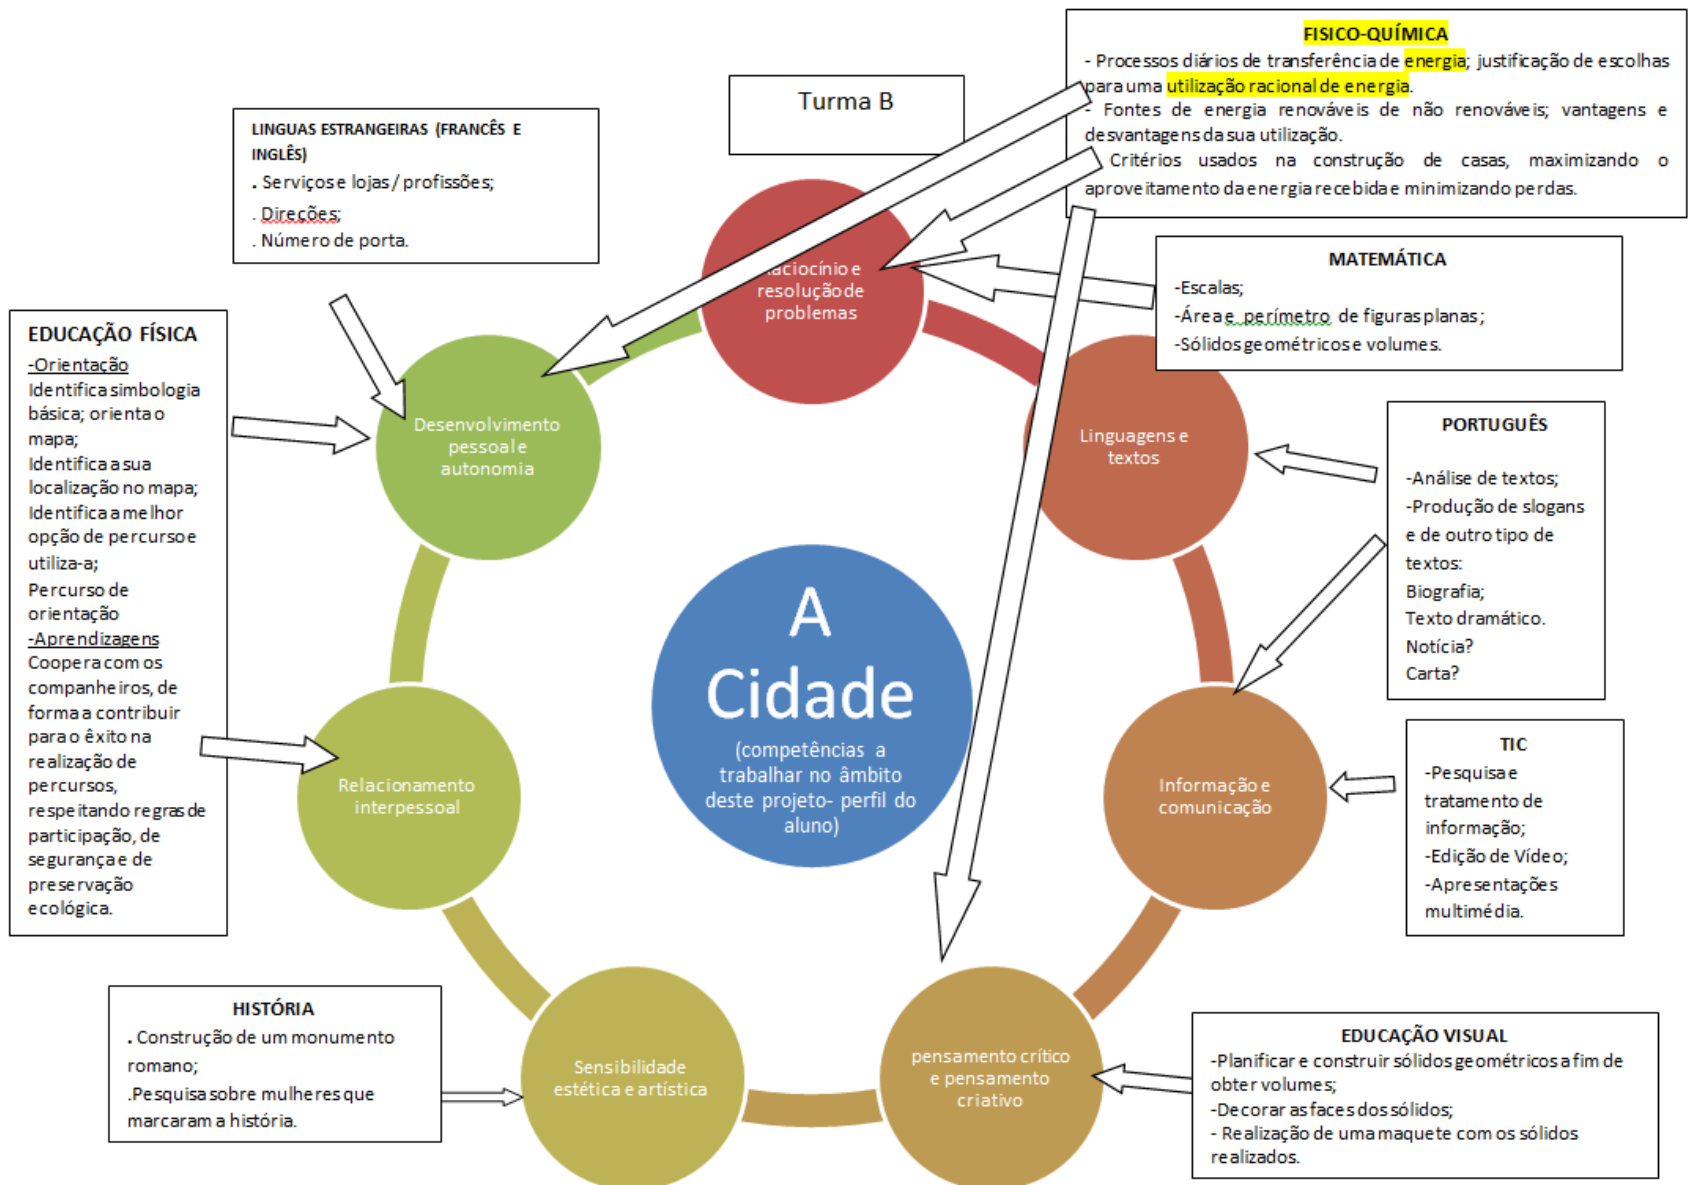 Turma B
FISICO-QUÍMICA
- Processos diários de transferência de energia; justificação de escolhas
para uma utilização racional de energia.
- Fontes de energia renováveis de não renováveis; vantagens e
desvantagens da sua utilização.
Critérios usados na construção de casas, maximizando o
aproveitamento da energia recebida e minimizando perdas.
LINGUAS ESTRANGEIRAS (FRANCÊS E
INGLÊS)
. Serviços e lojas / profissões;
. Direções;
. Número de porta.
MATEMÁTICA
-Escalas;
-Área e perímetro de figuras planas;
-Sólidos geométricos e volumes.
EDUCAÇÃO FÍSICA
-Orientação
Identifica simbologia
básica; orienta o
mapa;
Identifica a sua
localização no mapa;
Identifica a melhor
opção de percurso e
utiliza-a;
Percurso de
orientação
-Aprendizagens
Coopera com os
companheiros, de
forma a contribuir
para o êxito na
realização de
percursos,
respeitando regras de
participação, de
segurança e de
preservação
ecológica.
PORTUGUÊS
-Análise de textos;
-Produção de slogans
e de outro tipo de
textos:
Biografia;
Texto dramático.
Notícia?
Carta?
TIC
-Pesquisa e
tratamento de
informação;
-Edição de Vídeo;
-Apresentações
multimédia.
EDUCAÇÃO VISUAL
-Planificar e construir sólidos geométricos a fim de
obter volumes;
-Decorar as faces dos sólidos;
- Realização de uma maquete com os sólidos
realizados.
HISTÓRIA
. Construção de um monumento
romano;
.Pesquisa sobre mulheres que
marcaram a história.
aciocínio e
resolução de
problemas
Linguagens e
textos
Informação e
comunicação
pensamento crítico
e pensamento
criativo
Sensibilidade
estética e artística
Relacionamento
interpessoal
Desenvolvimento
pessoal e
autonomia
A
Cidade
(competências a
trabalhar no âmbito
deste projeto- perfil do
aluno)